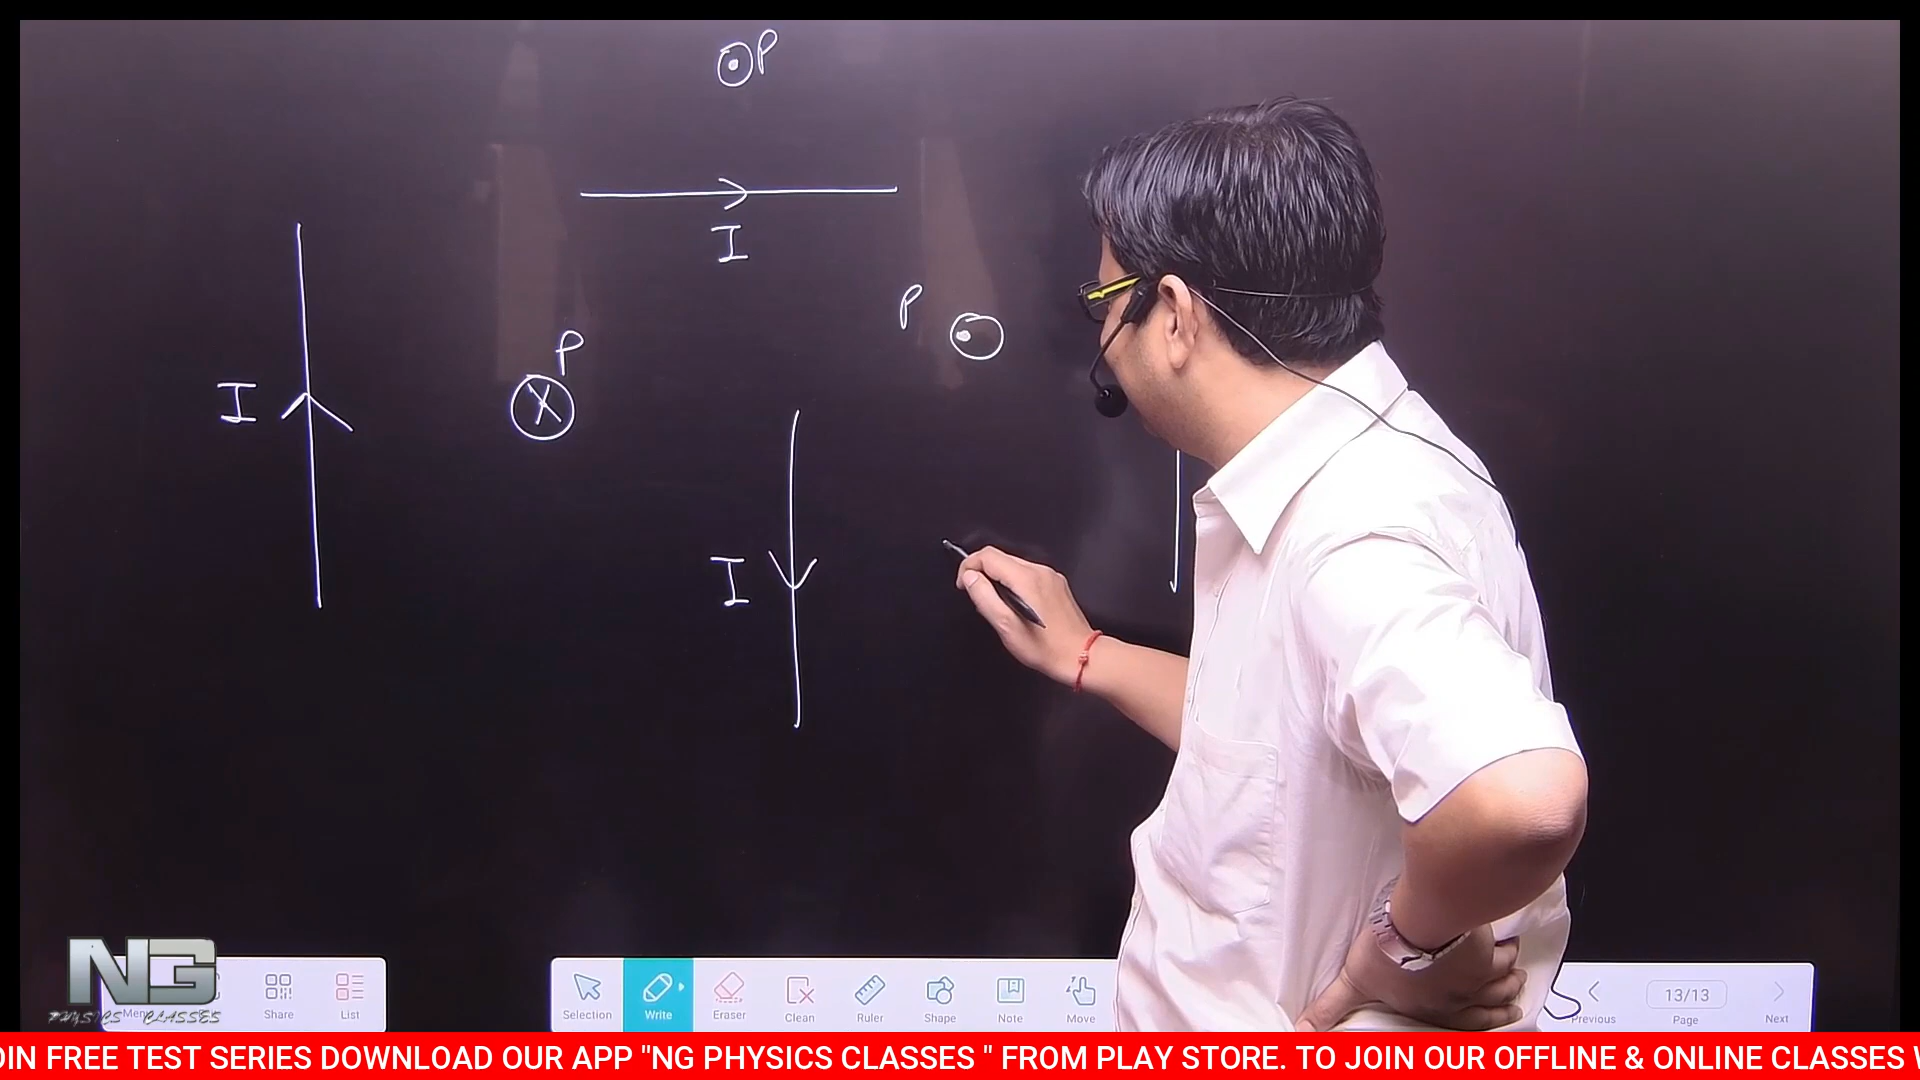 P
I
P
P
I
I
NG
PHYSICS CLASSES
Share
List
Selection
Write
Eraser
Clean
Ruler
Shape
Note
Move
Previous
13/13
Page
Next
OIN FREE TEST SERIES DOWNLOAD OUR APP "NG PHYSICS CLASSES " FROM PLAY STORE. TO JOIN OUR OFFLINE & ONLINE CLASSES